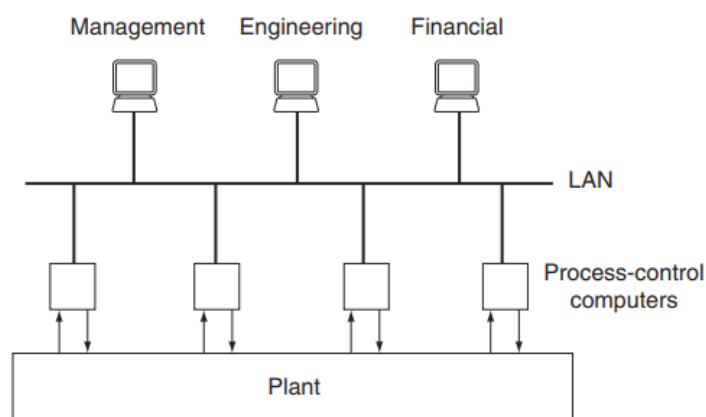 Management Engineering Financial
LAN
Process-control
computers
Plant